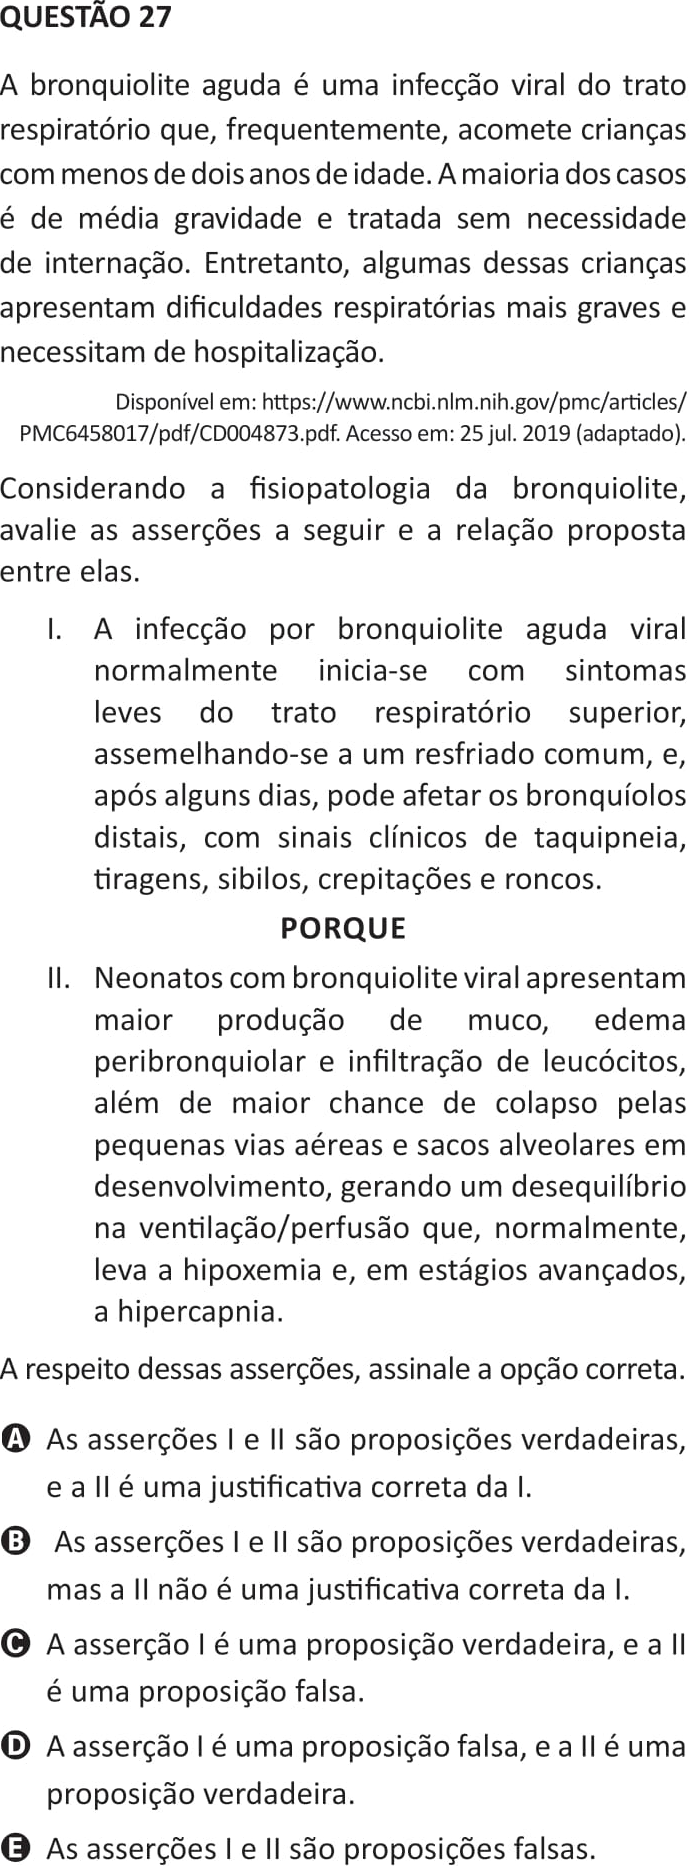 QUESTÃO 27
A bronquiolite aguda é uma infecção viral do trato
respiratório que, frequentemente, acomete crianças
com menos de dois anos de idade. A maioria dos casos
é de média gravidade e tratada sem necessidade
de internação. Entretanto, algumas dessas crianças
apresentam dificuldades respiratórias mais graves e
necessitam de hospitalização.
Disponível em: https://www.ncbi.nlm.nih.gov/pmc/articles/
PMC6458017/pdf/CD004873.pdf. Acesso em: 25 jul. 2019 (adaptado).
Considerando a fisiopatologia da bronquiolite,
avalie as asserções a seguir e a relação proposta
entre elas.
I. A infecção por bronquiolite aguda viral
normalmente inicia-se com sintomas
leves do trato respiratório superior,
assemelhando-se a um resfriado comum, e,
após alguns dias, pode afetar os bronquíolos
distais, com sinais clínicos de taquipneia,
tiragens, sibilos, crepitações e roncos.
PORQUE
II. Neonatos com bronquiolite viral apresentam
maior produção de muco, edema
peribronquiolar e infiltração de leucócitos,
além de maior chance de colapso pelas
pequenas vias aéreas e sacos alveolares em
desenvolvimento, gerando um desequilíbrio
na ventilação/perfusão que, normalmente,
leva a hipoxemia e, em estágios avançados,
a hipercapnia.
A respeito dessas asserções, assinale a opção correta.
A As asserções I e II são proposições verdadeiras,
e a II é uma justificativa correta da I.
B As asserções I e II são proposições verdadeiras,
mas a II não é uma justificativa correta da I.
C A asserção I é uma proposição verdadeira, e a II
é uma proposição falsa.
D A asserção I é uma proposição falsa, e a II é uma
proposição verdadeira.
E As asserções I e II são proposições falsas.